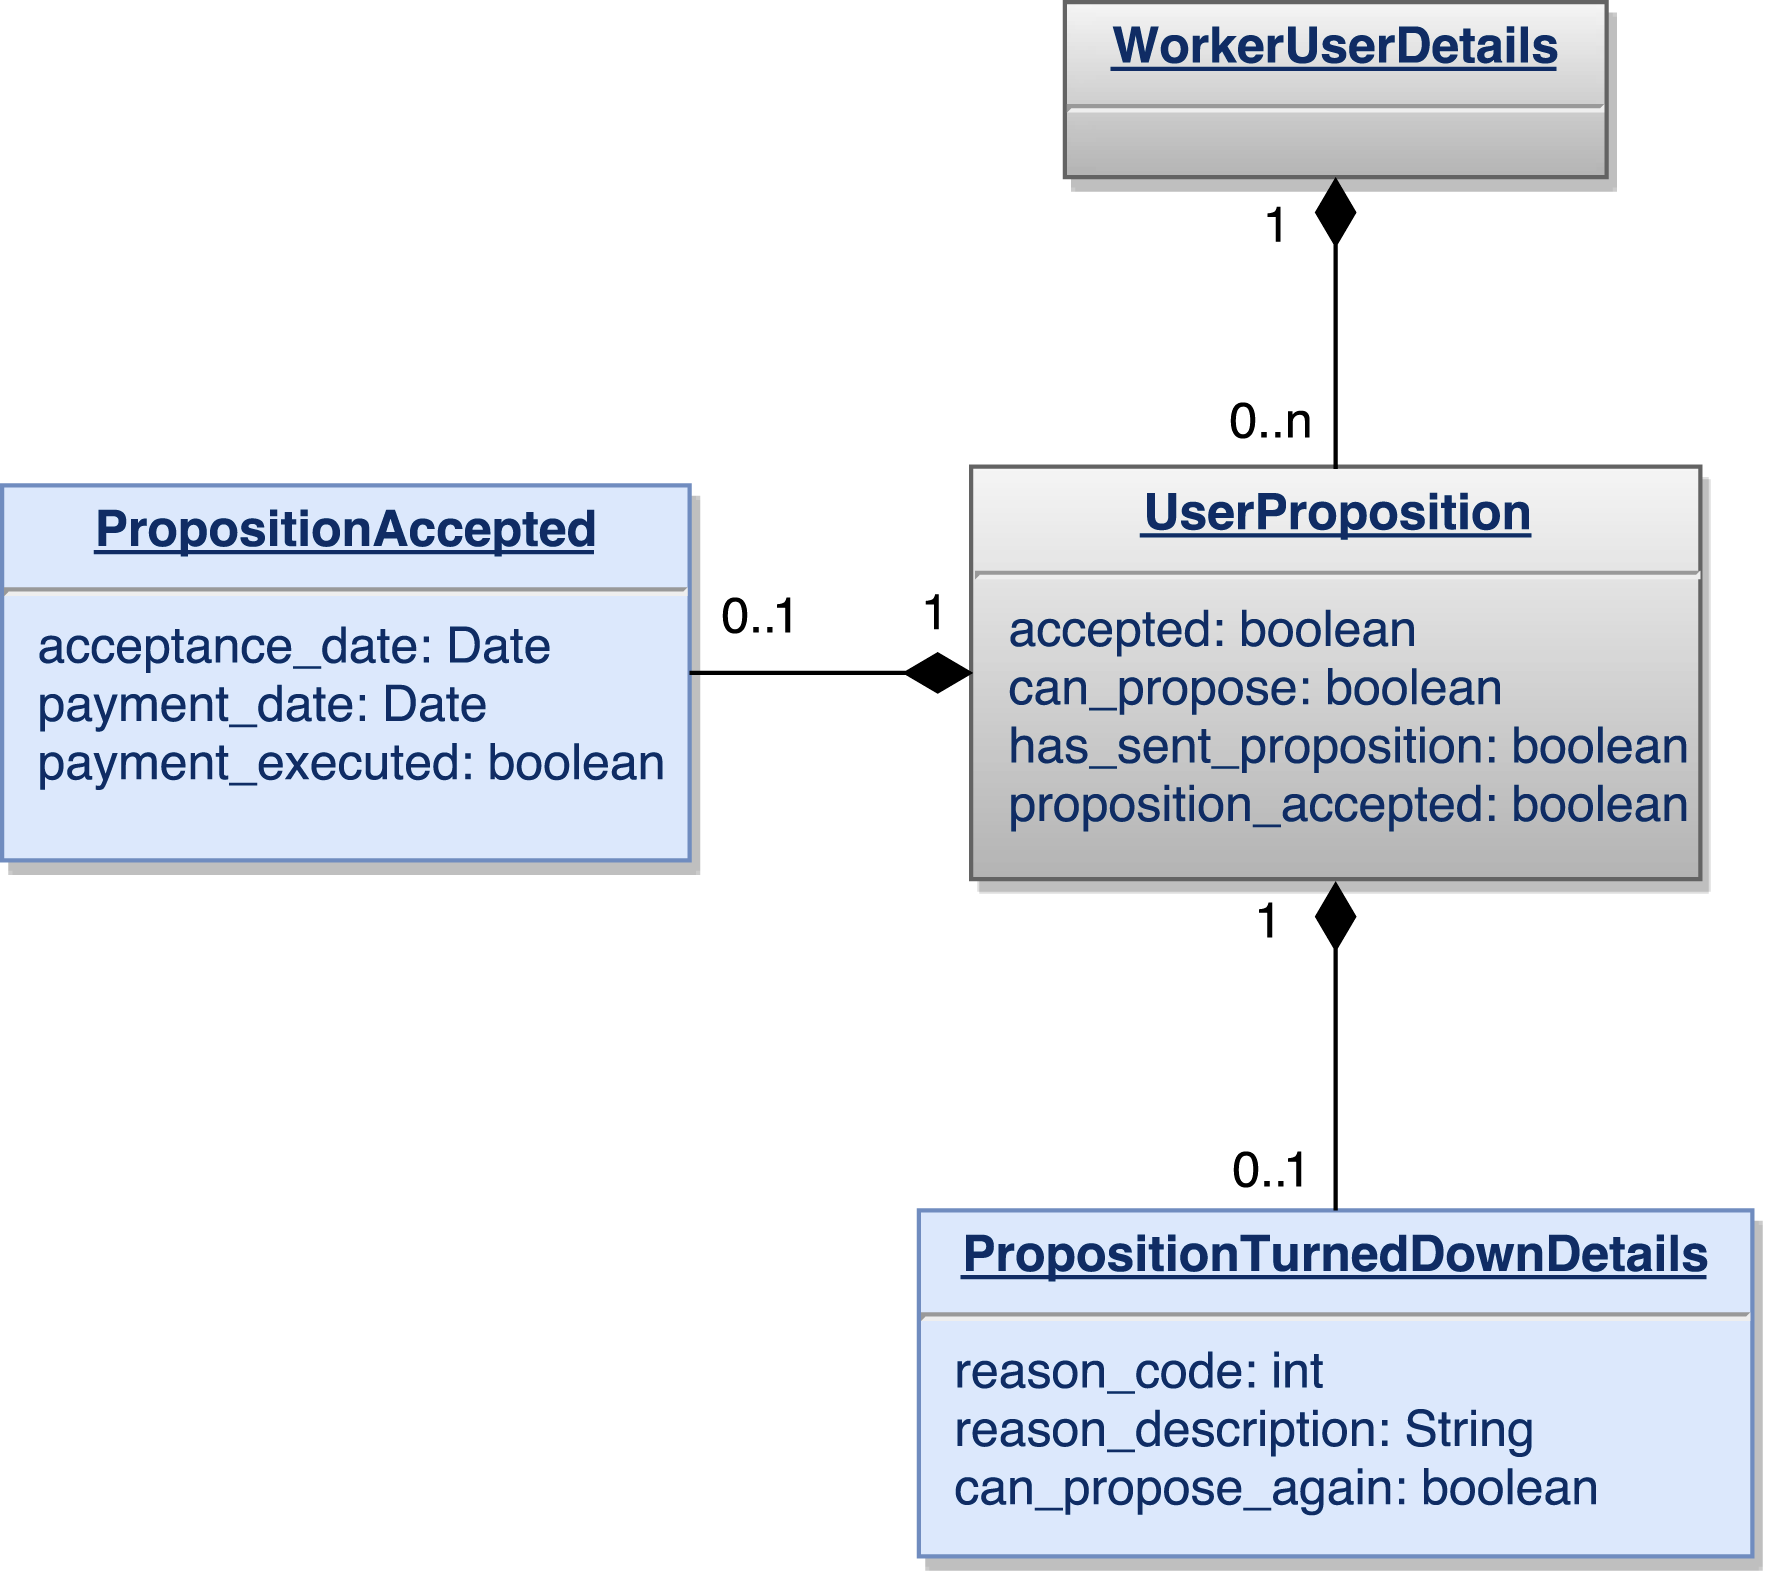 WorkerUserDetails
1
0..n
UserProposition
accepted: boolean
can_propose: boolean
has_sent_proposition: boolean
proposition_accepted: boolean
PropositionAccepted
acceptance_date: Date
payment_date: Date
payment_executed: boolean
0..1
1
1
0..1
PropositionTurnedDownDetails
reason_code: int
reason_description: String
can_propose_again: boolean